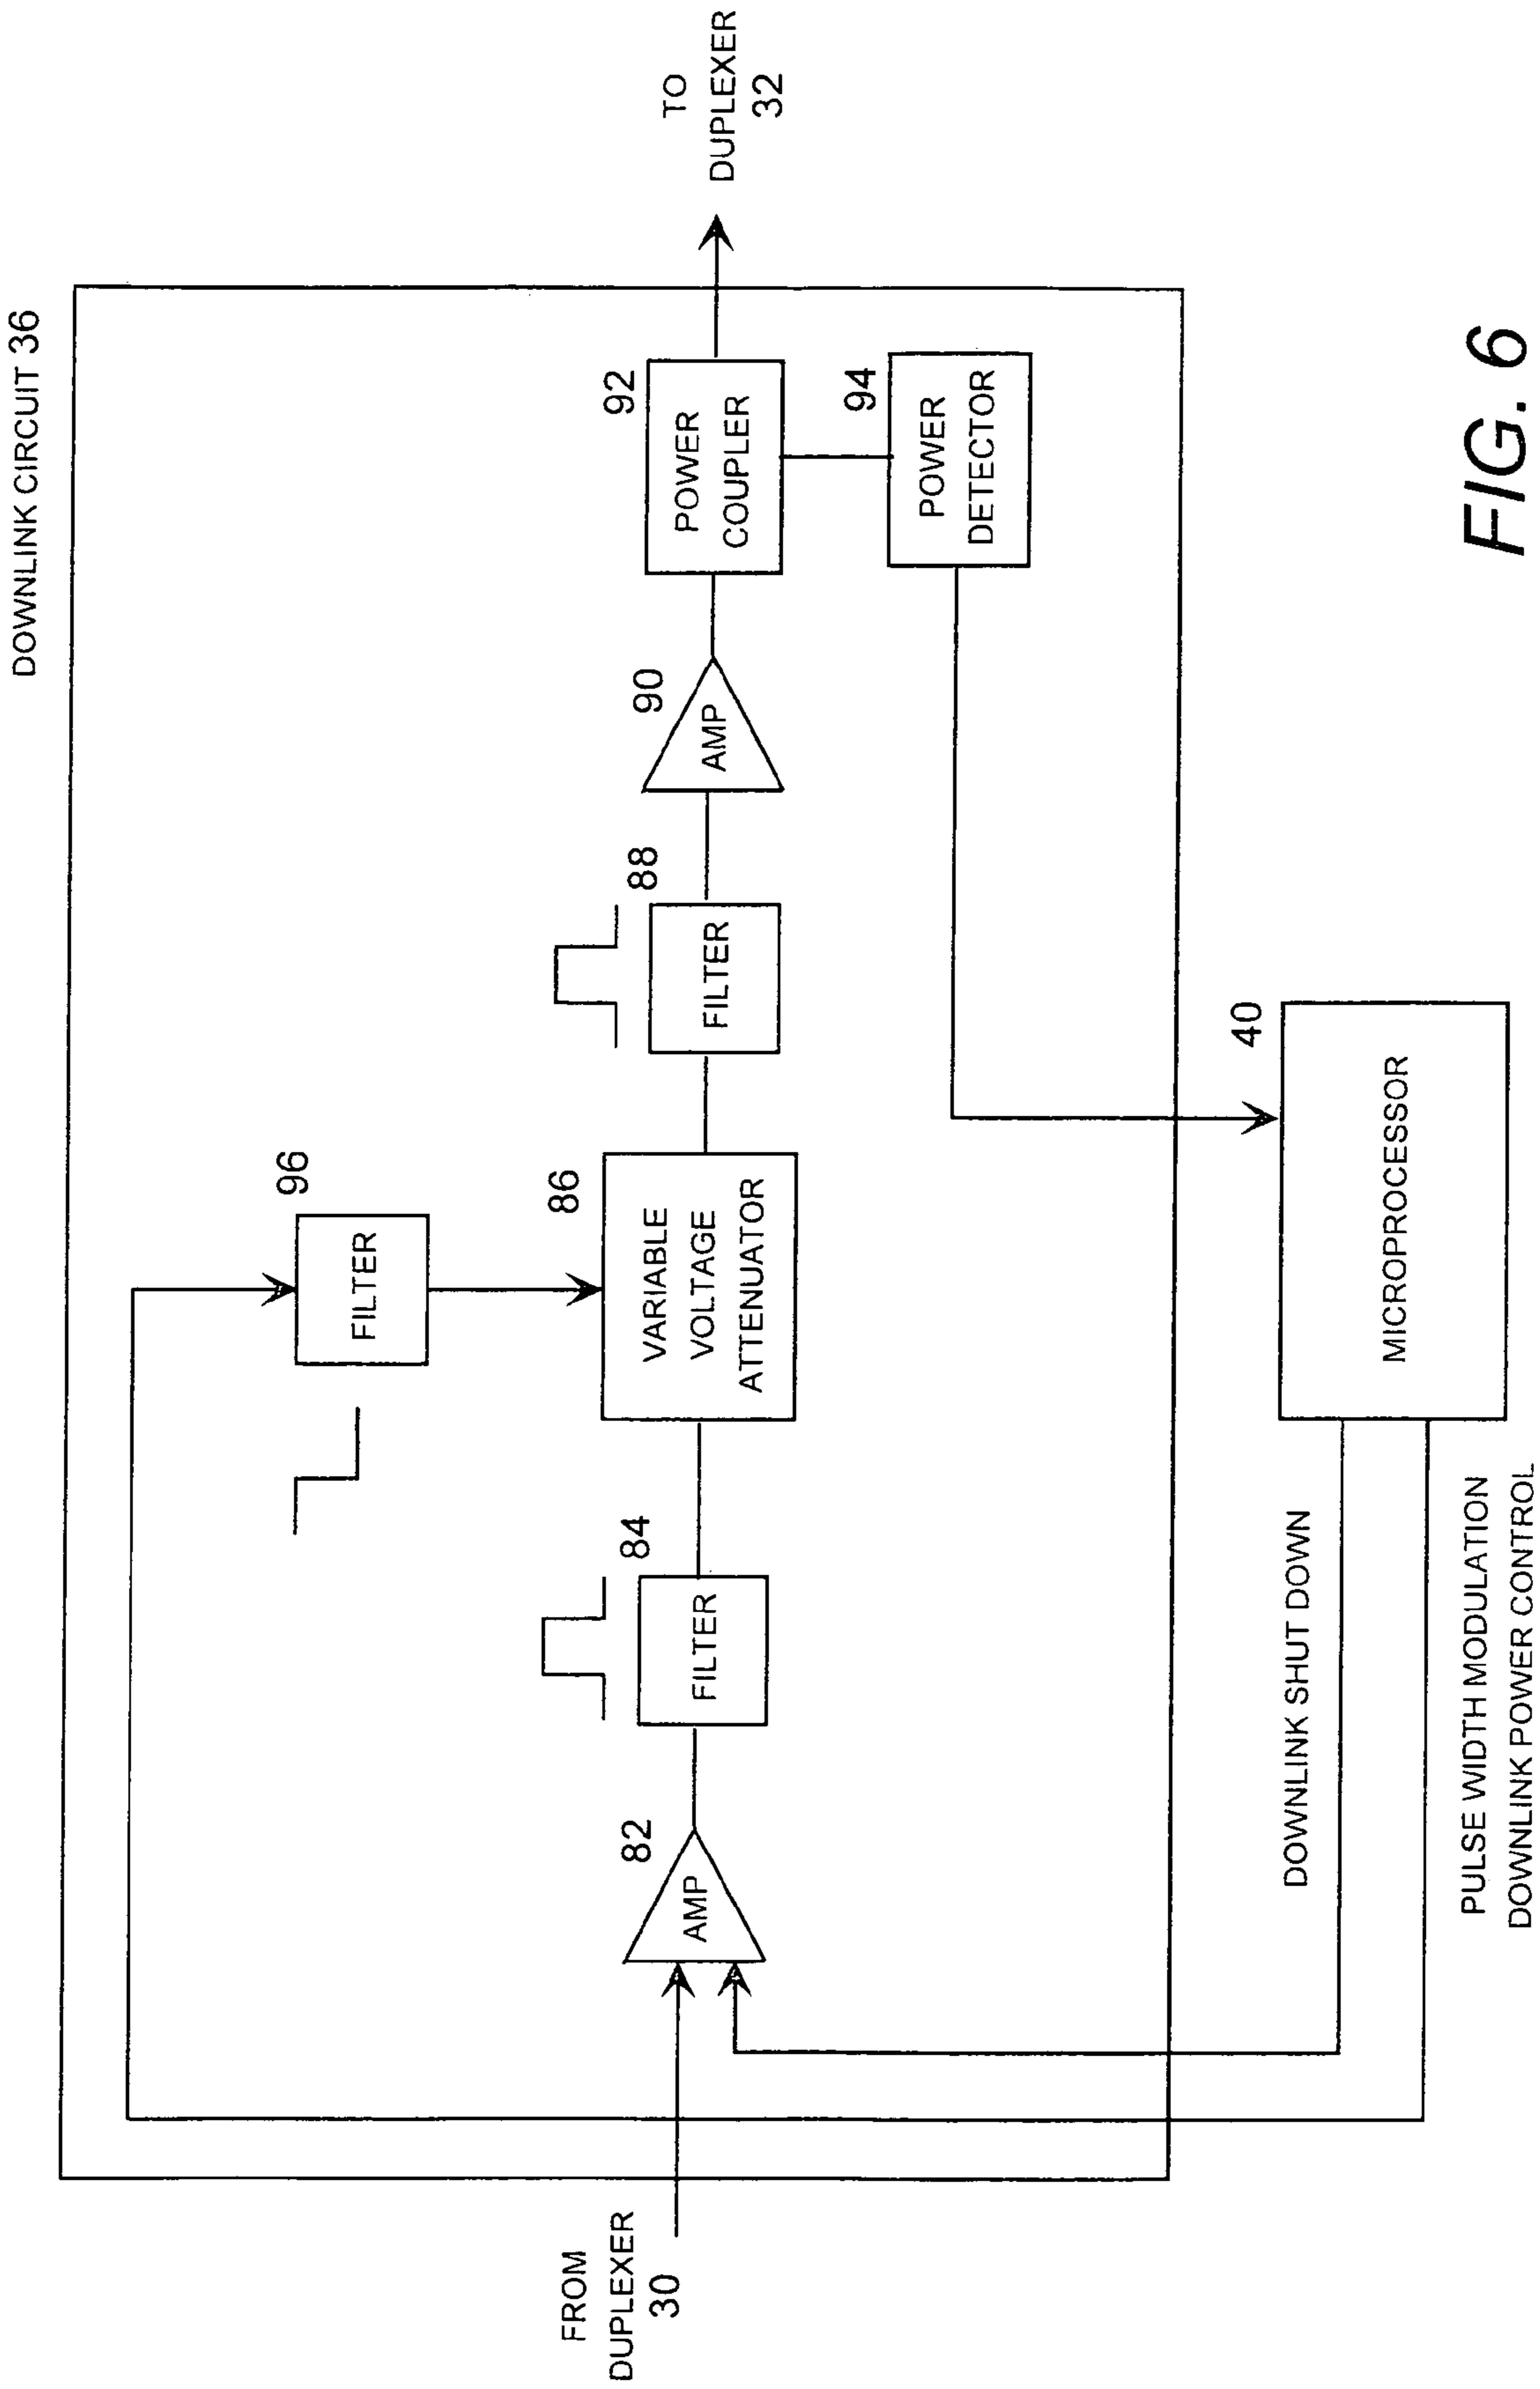 DOWNLINK CIRCUIT 36
96
FILTER
FROM
DUPLEXER
30
82
AMP
84
FILTER
86
VARIABLE
VOLTAGE
ATTENUATOR
88
FILTER
90
AMP
92
POWER
COUPLER
TO
DUPLEXER
32
94
POWER
DETECTOR
DOWNLINK SHUT DOWN
40
MICROPROCESSOR
PULSE WIDTH MODULATION
DOWNLINK POWER CONTROL
FIG. 6